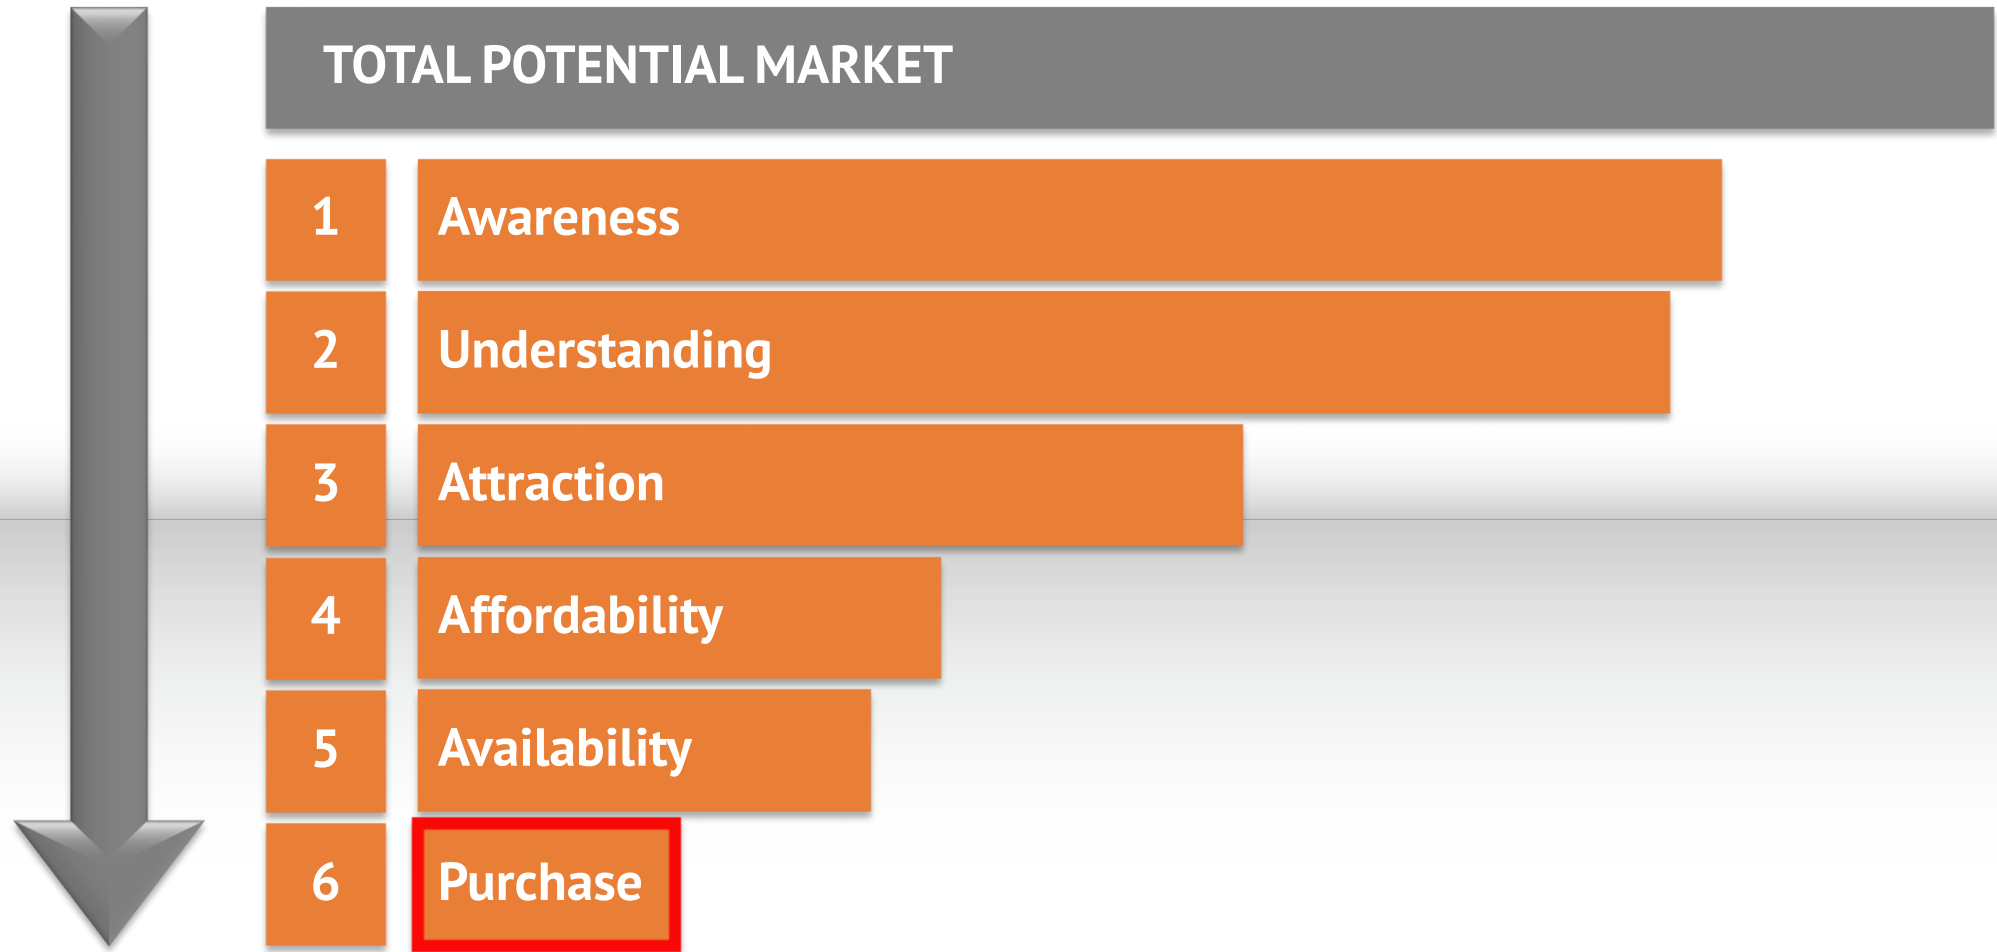 TOTAL POTENTIAL MARKET
1 Awareness
2 Understanding
3 Attraction
4 Affordability
5 Availability
6 Purchase